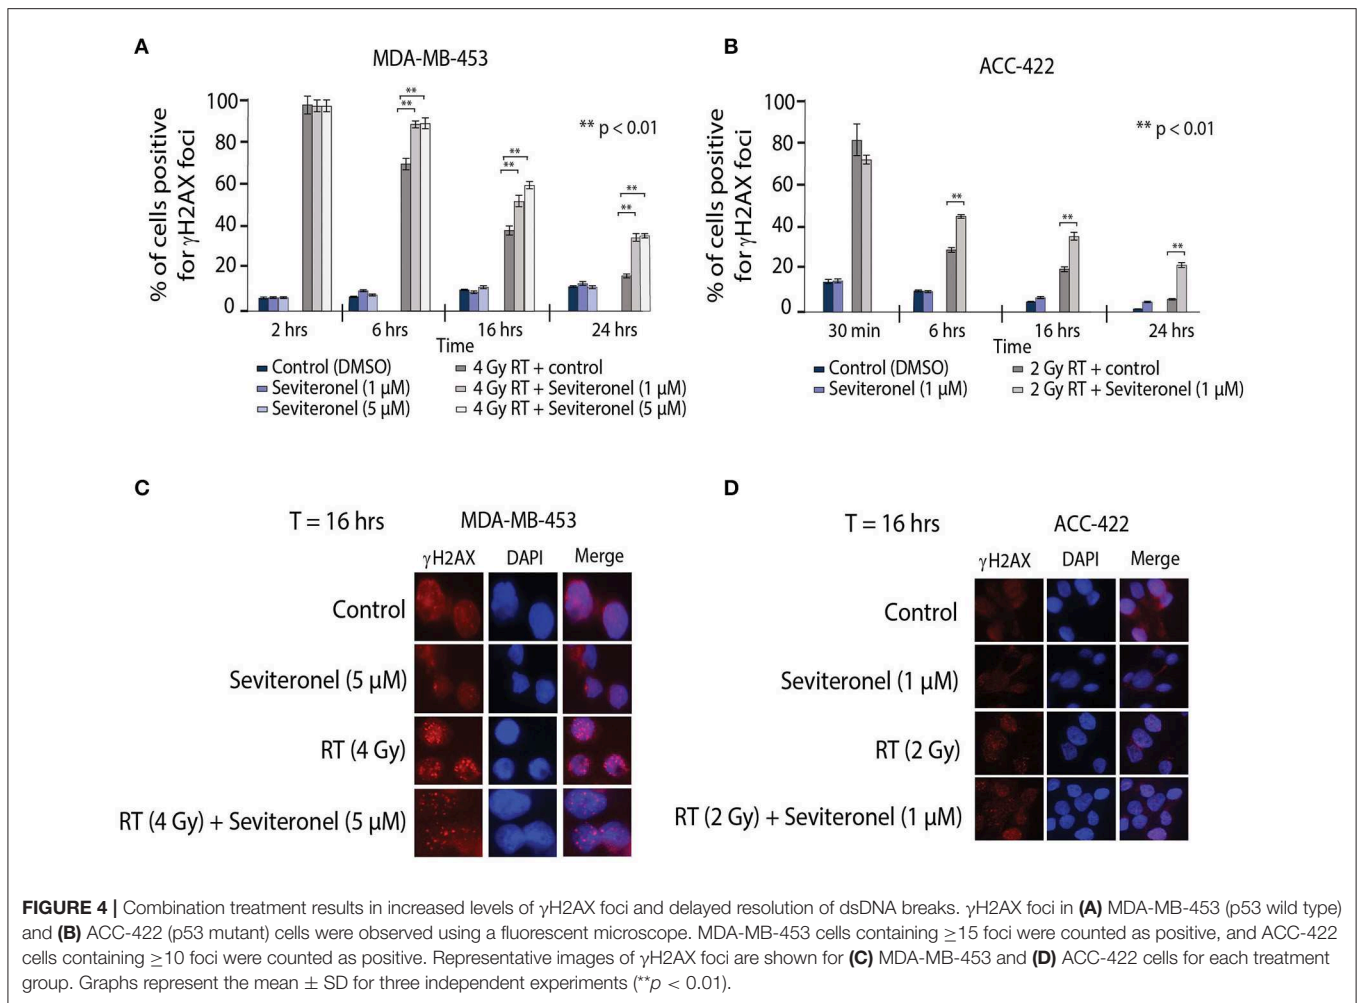 A
MDA-MB-453
% of cells positive
for γH2AX foci
100
80
60
40
20
0
** p < 0.01
**
**
**
**
**
**
2 hrs
6 hrs
16 hrs
24 hrs
Time
Control (DMSO)
Seviteronel (1 μM)
Seviteronel (5 μM)
4 Gy RT + control
4 Gy RT + Seviteronel (1 μM)
4 Gy RT + Seviteronel (5 μM)
B
ACC-422
% of cells positive
for γH2AX foci
100
80
60
40
20
0
** p < 0.01
**
**
**
30 min
6 hrs
16 hrs
24 hrs
Time
Control (DMSO)
Seviteronel (1 μM)
2 Gy RT + control
2 Gy RT + Seviteronel (1 μM)
C
T = 16 hrs
MDA-MB-453
γH2AX DAPI Merge
Control
Seviteronel (5 μM)
RT (4 Gy)
RT (4 Gy) + Seviteronel (5 μM)
D
T = 16 hrs
ACC-422
γH2AX DAPI Merge
Control
Seviteronel (1 μM)
RT (2 Gy)
RT (2 Gy) + Seviteronel (1 μM)
FIGURE 4 | Combination treatment results in increased levels of γH2AX foci and delayed resolution of dsDNA breaks. γH2AX foci in (A) MDA-MB-453 (p53 wild type)
and (B) ACC-422 (p53 mutant) cells were observed using a fluorescent microscope. MDA-MB-453 cells containing ≥15 foci were counted as positive, and ACC-422
cells containing ≥10 foci were counted as positive. Representative images of γH2AX foci are shown for (C) MDA-MB-453 and (D) ACC-422 cells for each treatment
group. Graphs represent the mean ± SD for three independent experiments (**p < 0.01).